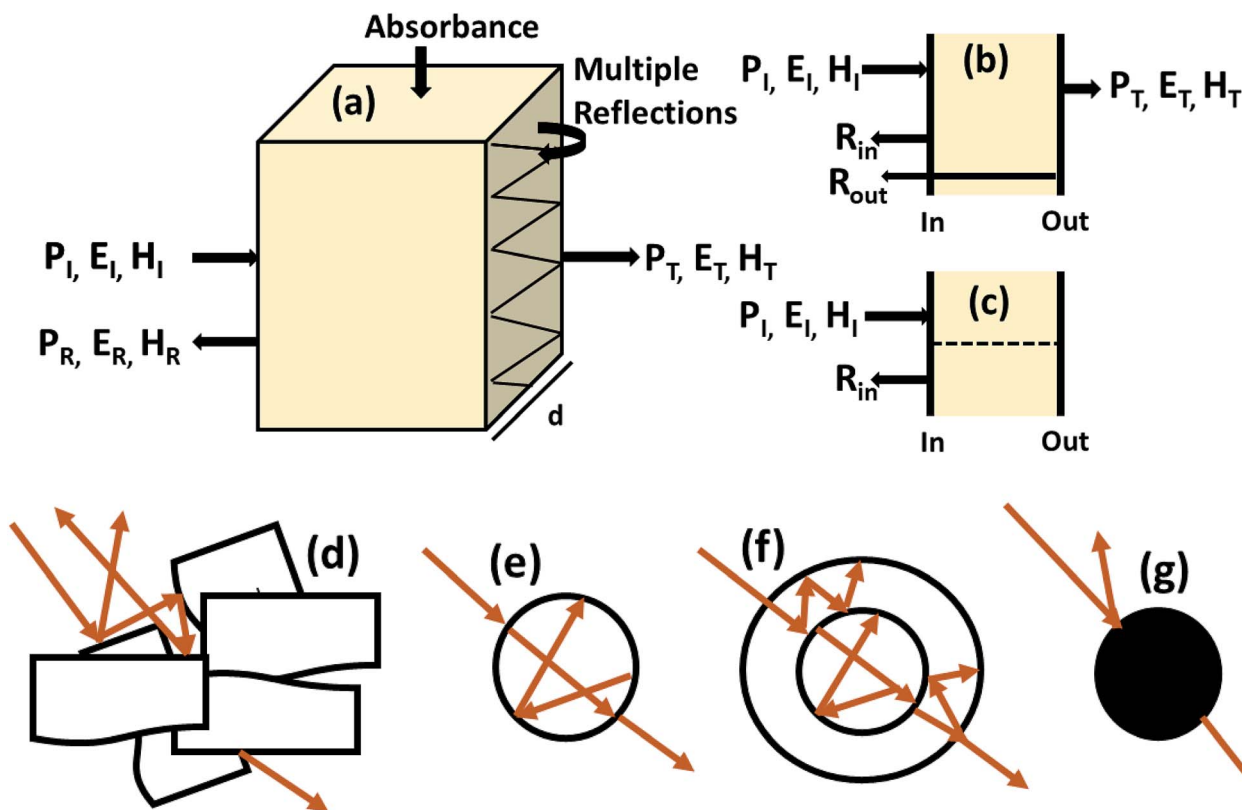 Absorbance
(a)
Multiple
Reflections
P_I, E_I, H_I
P_R, E_R, H_R
P_T, E_T, H_T
d
(b)
P_I, E_I, H_I
P_T, E_T, H_T
R_in
R_out
In
Out
(c)
P_I, E_I, H_I
R_in
In
Out
(d)
(e)
(f)
(g)